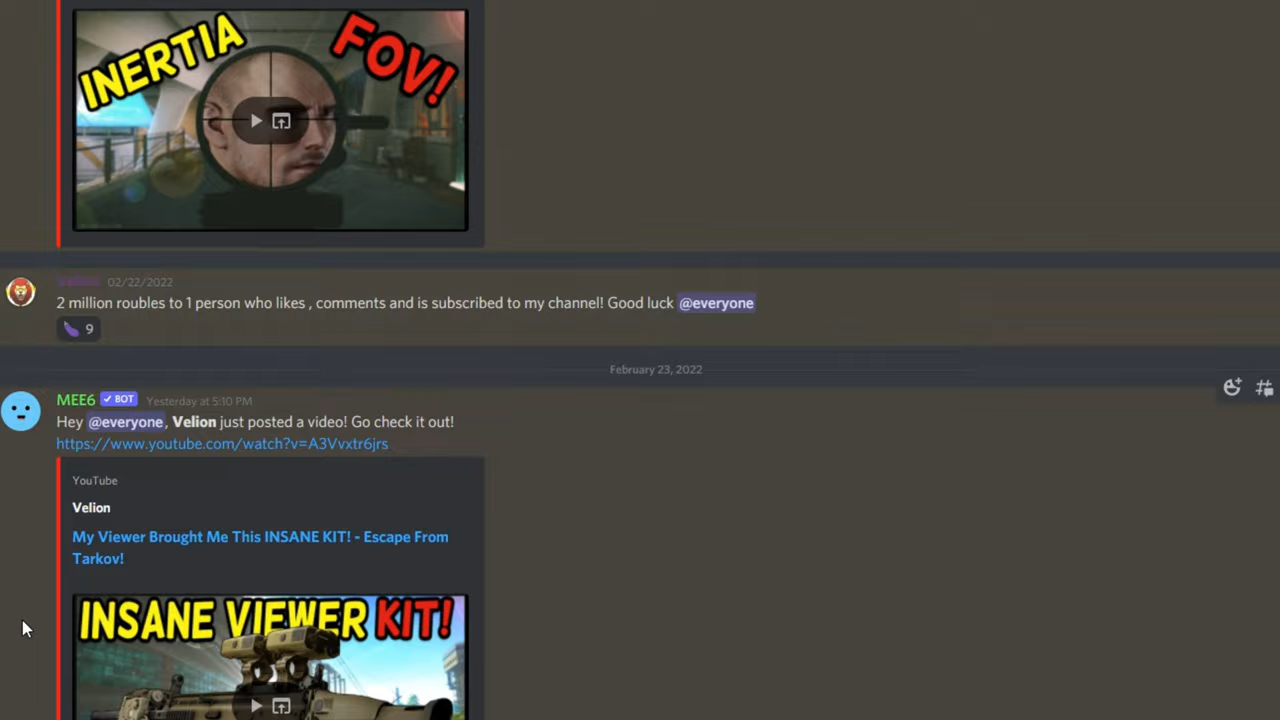 INERTIA FOV!
Velion 02/22/2022
2 million roubles to 1 person who likes , comments and is subscribed to my channel! Good luck @everyone
9
February 23, 2022
MEE6 ✓ BOT Yesterday at 5:10 PM
Hey @everyone, Velion just posted a video! Go check it out!
https://www.youtube.com/watch?v=A3Vvxtr6jrs
YouTube
Velion
My Viewer Brought Me This INSANE KIT! - Escape From
Tarkov!
INSANE VIEWER KIT!